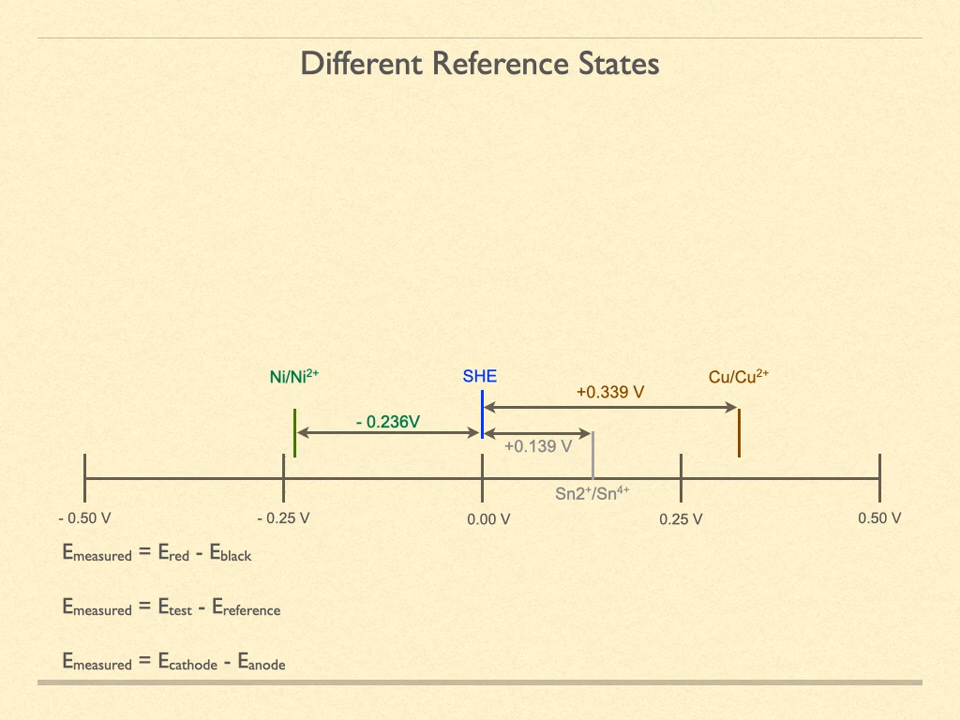 Different Reference States
Ni/Ni²⁺
SHE
Cu/Cu²⁺
+0.339 V
- 0.236V
+0.139 V
Sn2⁺/Sn⁴⁺
- 0.50 V
- 0.25 V
0.00 V
0.25 V
0.50 V
Emeasured = Ered - Eblack
Emeasured = Etest - Ereference
Emeasured = Ecathode - Eanode